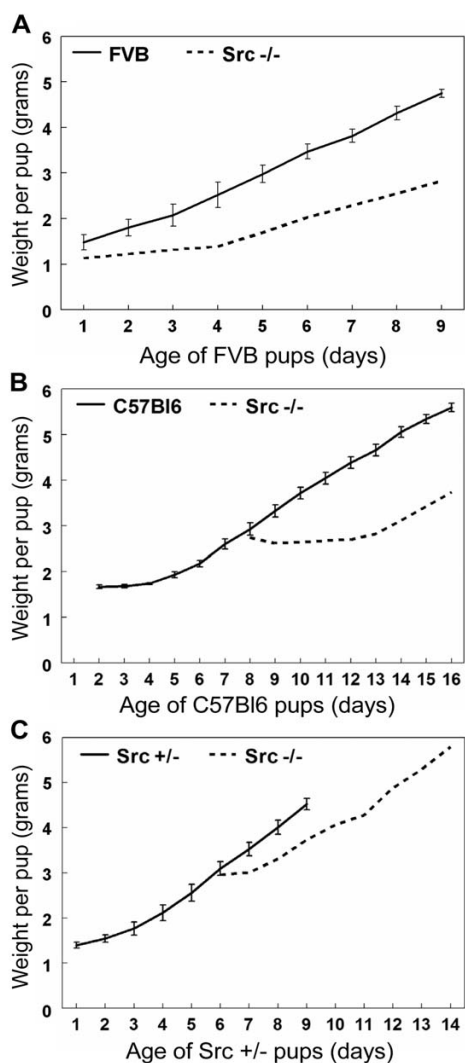 A
6
FVB Src -/-
5
4
3
2
1
0
Weight per pup (grams)
1 2 3 4 5 6 7 8 9
Age of FVB pups (days)
B
6
C57Bl6 Src -/-
5
4
3
2
1
0
Weight per pup (grams)
1 2 3 4 5 6 7 8 9 10 11 12 13 14 15 16
Age of C57Bl6 pups (days)
C
6
Src +/- Src -/-
5
4
3
2
1
0
Weight per pup (grams)
1 2 3 4 5 6 7 8 9 10 11 12 13 14
Age of Src +/- pups (days)